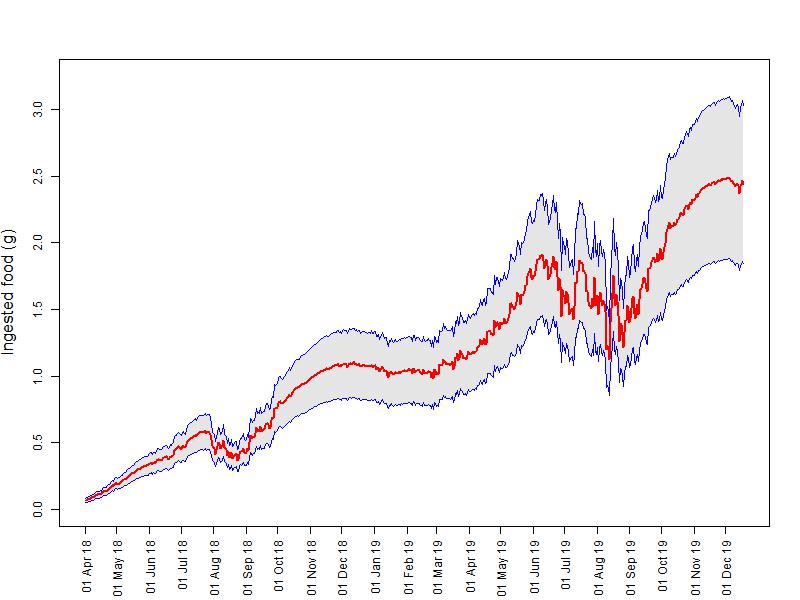 Ingested food (g)
3.0
2.5
2.0
1.5
1.0
0.5
0.0
01 Apr 18
01 May 18
01 Jun 18
01 Jul 18
01 Aug 18
01 Sep 18
01 Oct 18
01 Nov 18
01 Dec 18
01 Jan 19
01 Feb 19
01 Mar 19
01 Apr 19
01 May 19
01 Jun 19
01 Jul 19
01 Aug 19
01 Sep 19
01 Oct 19
01 Nov 19
01 Dec 19